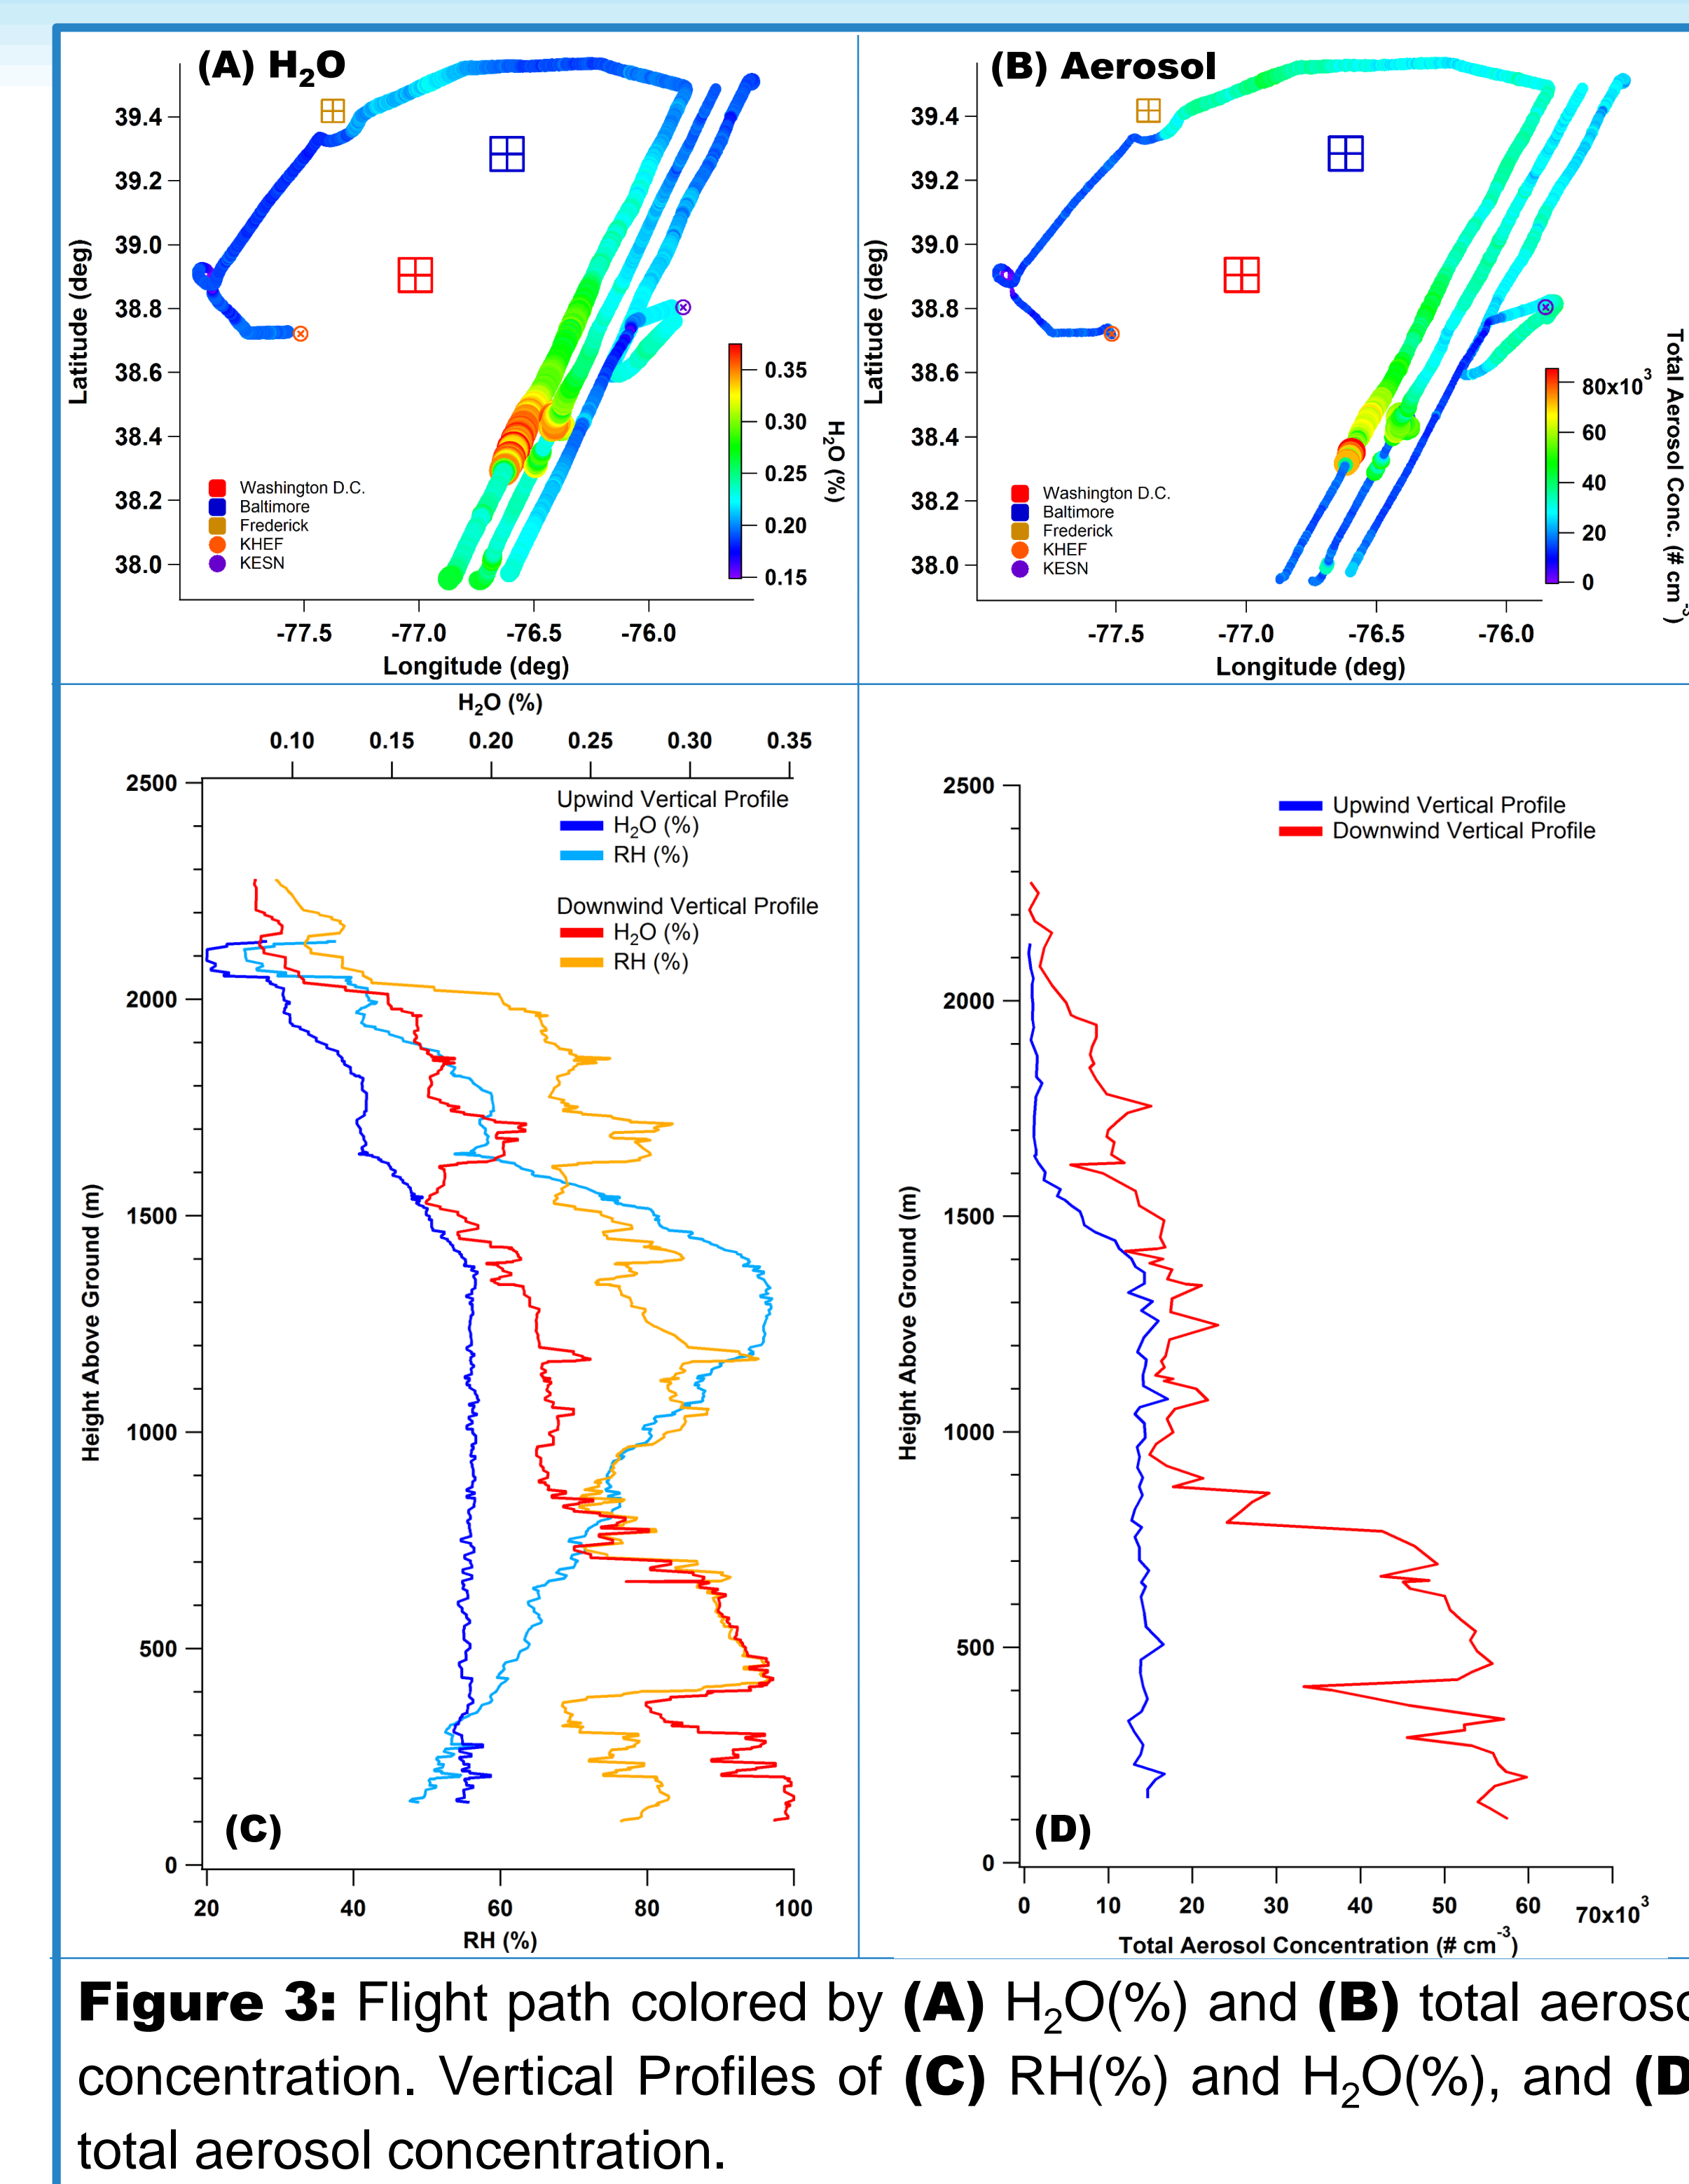 (A) H₂O
39.4
39.2
39.0
38.8
38.6
38.4
38.2
38.0
Latitude (deg)
-77.5 -77.0 -76.5 -76.0
Longitude (deg)
Washington D.C.
Baltimore
Frederick
KHEF
KESN
0.35
0.30
0.25
0.20
0.15
H₂O (%)
(B) Aerosol
39.4
39.2
39.0
38.8
38.6
38.4
38.2
38.0
Latitude (deg)
-77.5 -77.0 -76.5 -76.0
Longitude (deg)
Washington D.C.
Baltimore
Frederick
KHEF
KESN
80x10³
60
40
20
0
Total Aerosol Conc. (# cm⁻³)
H₂O (%)
0.10 0.15 0.20 0.25 0.30 0.35
2500
2000
1500
1000
500
0
Height Above Ground (m)
Upwind Vertical Profile
H₂O (%)
RH (%)
Downwind Vertical Profile
H₂O (%)
RH (%)
(C)
20 40 60 80 100
RH (%)
2500
2000
1500
1000
500
0
Height Above Ground (m)
Upwind Vertical Profile
Downwind Vertical Profile
(D)
0 10 20 30 40 50 60 70x10³
Total Aerosol Concentration (# cm⁻³)
Figure 3: Flight path colored by (A) H₂O(%) and (B) total aeroso
concentration. Vertical Profiles of (C) RH(%) and H₂O(%), and (D
total aerosol concentration.